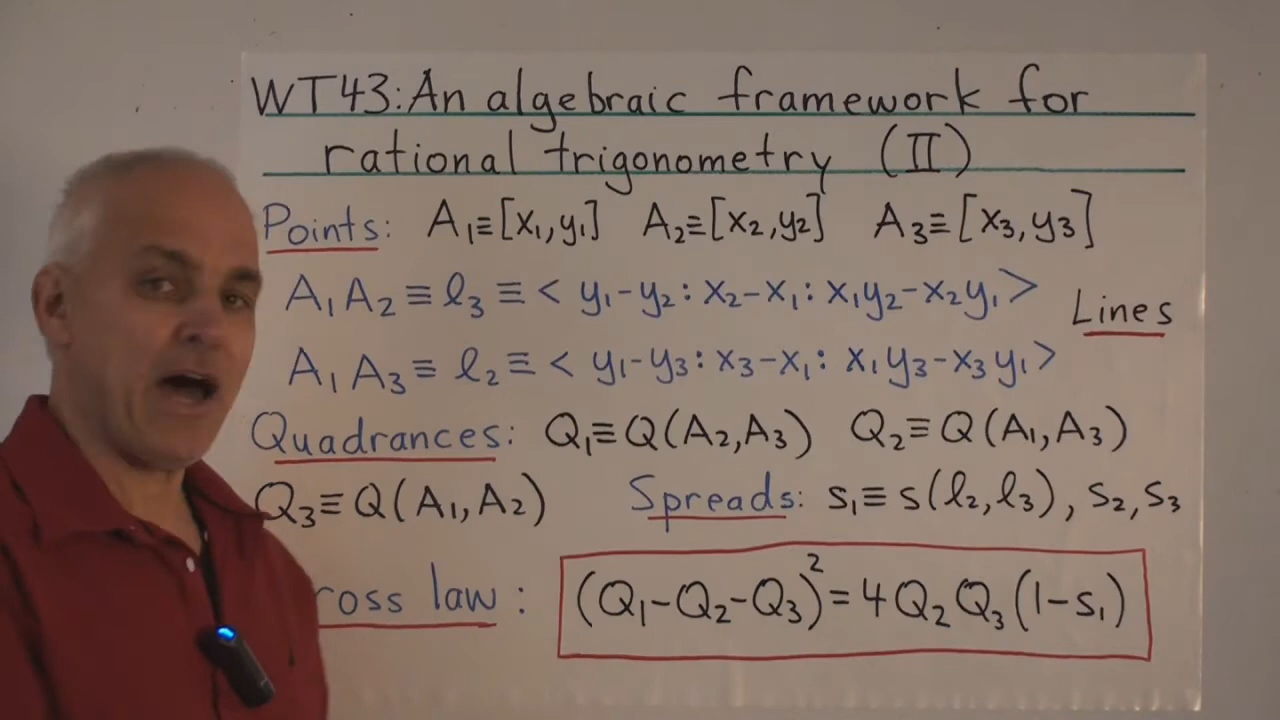 WT43: An algebraic framework for
rational trigonometry (II)
Points: A₁≡[x₁,y₁] A₂≡[x₂,y₂] A₃≡[x₃,y₃]
A₁A₂ ≡ l₃ ≡ < y₁-y₂ : x₂-x₁ : x₁y₂-x₂y₁ >
Lines
A₁A₃ ≡ l₂ ≡ < y₁-y₃ : x₃-x₁ : x₁y₃-x₃y₁ >
Quadrances: Q₁≡Q(A₂,A₃) Q₂≡Q(A₁,A₃)
Q₃≡Q(A₁,A₂) Spreads: s₁≡s(l₂,l₃), s₂, s₃
ross law: (Q₁-Q₂-Q₃)²=4Q₂Q₃(1-s₁)